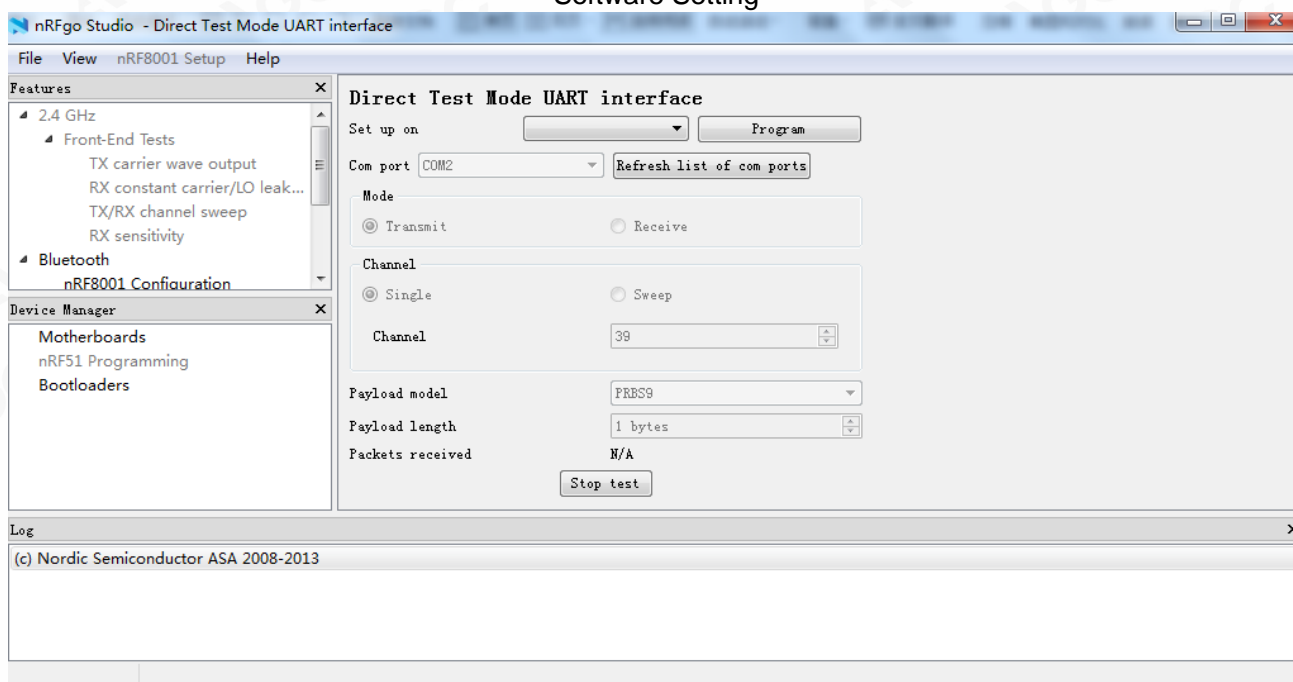 Software Setting
nRFgo Studio - Direct Test Mode UART interface
File View nRF8001 Setup Help
Features
2.4 GHz
Front-End Tests
TX carrier wave output
RX constant carrier/LO leak...
TX/RX channel sweep
RX sensitivity
Bluetooth
nRF8001 Configuration
Device Manager
Motherboards
nRF51 Programming
Bootloaders
Direct Test Mode UART interface
Set up on Program
Com port COM2 Refresh list of com ports
Mode
Transmit Receive
Channel
Single Sweep
Channel 39
Payload model PRBS9
Payload length 1 bytes
Packets received N/A
Stop test
Log
(c) Nordic Semiconductor ASA 2008-2013